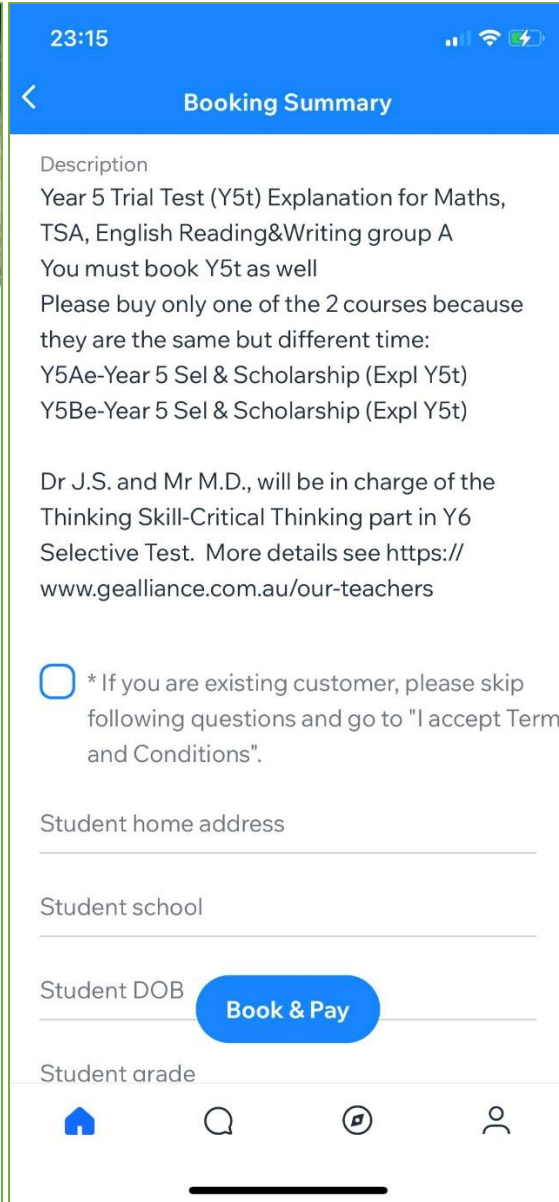 23:15
Booking Summary
Description
Year 5 Trial Test (Y5t) Explanation for Maths,
TSA, English Reading&Writing group A
You must book Y5t as well
Please buy only one of the 2 courses because
they are the same but different time:
Y5Ae-Year 5 Sel & Scholarship (Expl Y5t)
Y5Be-Year 5 Sel & Scholarship (Expl Y5t)
Dr J.S. and Mr M.D., will be in charge of the
Thinking Skill-Critical Thinking part in Y6
Selective Test.  More details see https://
www.gealliance.com.au/our-teachers
* If you are existing customer, please skip
following questions and go to "I accept Term
and Conditions".
Student home address
Student school
Student DOB
Book & Pay
Student grade